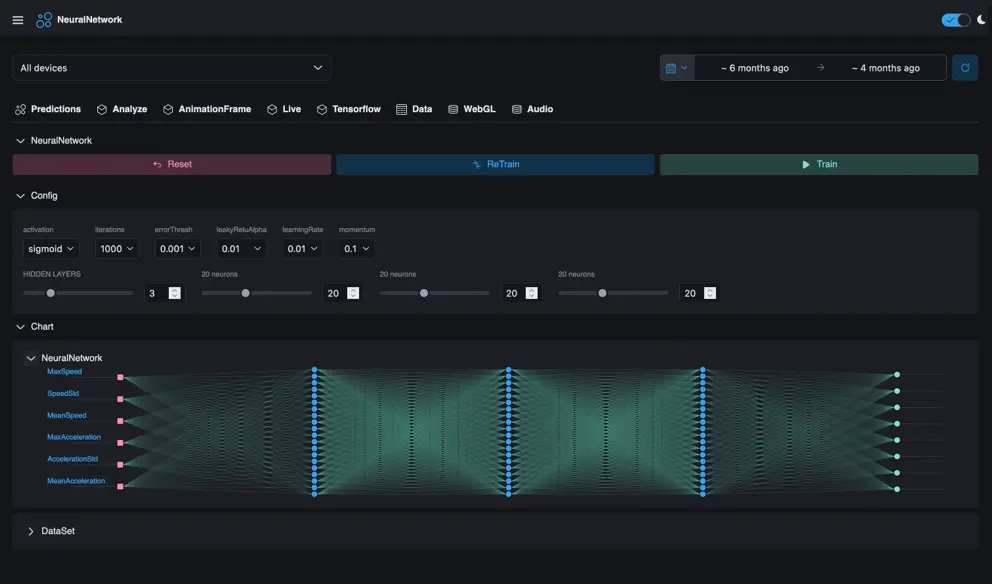 NeuralNetwork
All devices
~ 6 months ago → ~ 4 months ago
Predictions Analyze AnimationFrame Live Tensorflow Data WebGL Audio
NeuralNetwork
Reset ReTrain Train
Config
activation iterations errorThresh leakyReluAlpha learningRate momentum
sigmoid 1000 0.001 0.01 0.01 0.1
HIDDEN LAYERS 20 neurons 20 neurons 20 neurons
3 20 20 20
Chart
NeuralNetwork
MaxSpeed
SpeedStd
MeanSpeed
MaxAcceleration
AccelerationStd
MeanAcceleration
DataSet